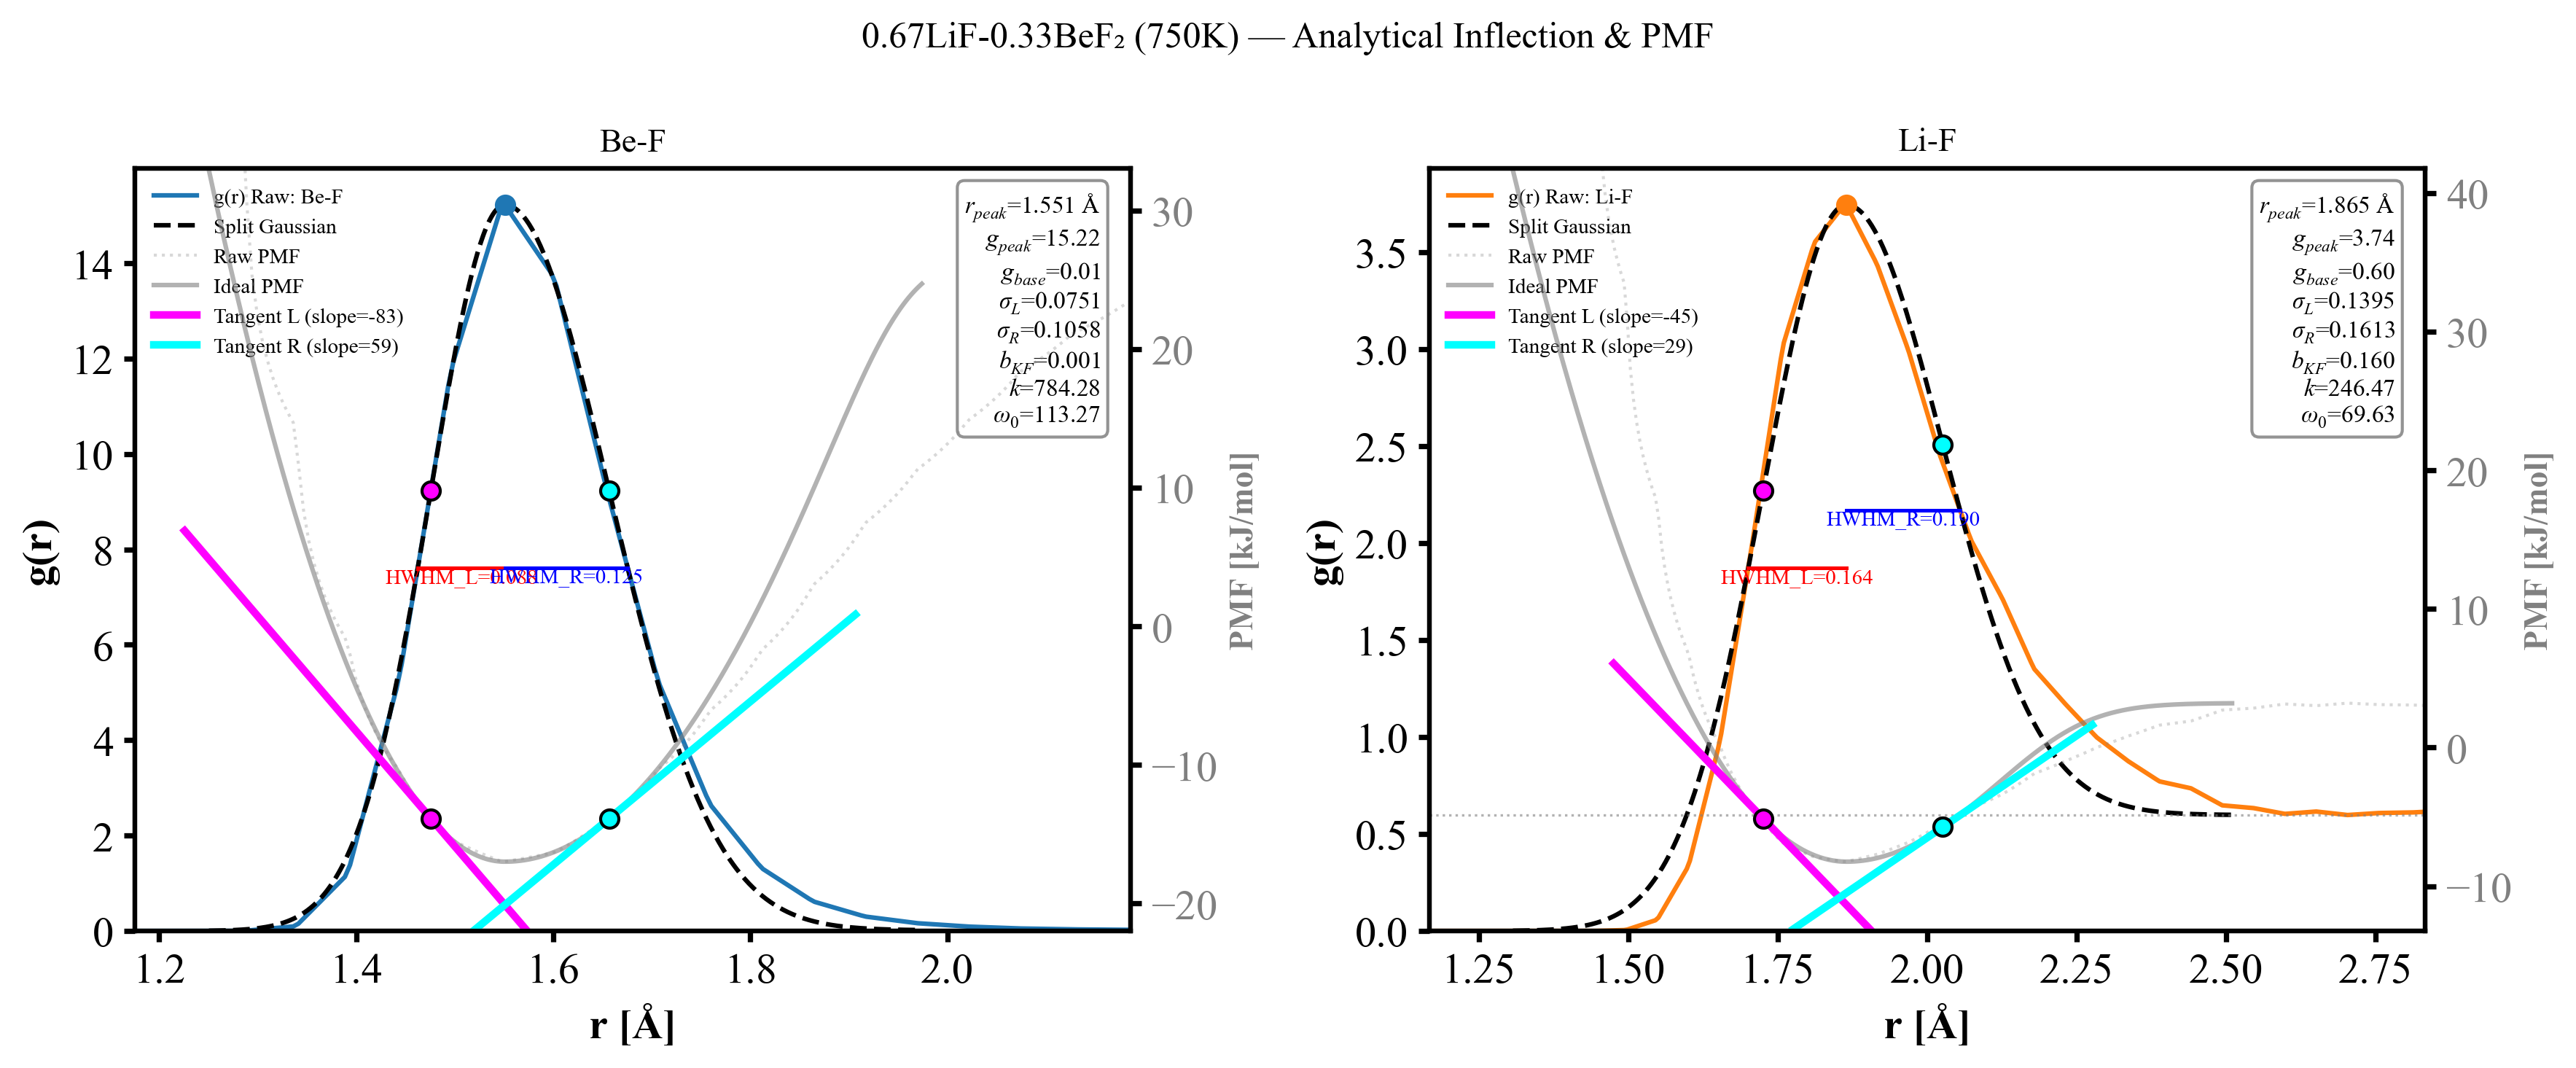 0.67LiF-0.33BeF₂ (750K) — Analytical Inflection & PMF
Be-F
g(r) Raw: Be-F
Split Gaussian
Raw PMF
Ideal PMF
Tangent L (slope=-83)
Tangent R (slope=59)
r_peak=1.551 Å
g_peak=15.22
g_base=0.01
σ_L=0.0751
σ_R=0.1058
b_KF=0.001
k=784.28
ω₀=113.27
HWHM_R=0.125
g(r)
14
12
10
8
6
4
2
0
30
20
10
0
−10
−20
PMF [kJ/mol]
1.2 1.4 1.6 1.8 2.0
r [Å]
Li-F
g(r) Raw: Li-F
Split Gaussian
Raw PMF
Ideal PMF
Tangent L (slope=-45)
Tangent R (slope=29)
r_peak=1.865 Å
g_peak=3.74
g_base=0.60
σ_L=0.1395
σ_R=0.1613
b_KF=0.160
k=246.47
ω₀=69.63
HWHM_R=0.190
HWHM_L=0.164
g(r)
3.5
3.0
2.5
2.0
1.5
1.0
0.5
0.0
40
30
20
10
0
−10
PMF [kJ/mol]
1.25 1.50 1.75 2.00 2.25 2.50 2.75
r [Å]